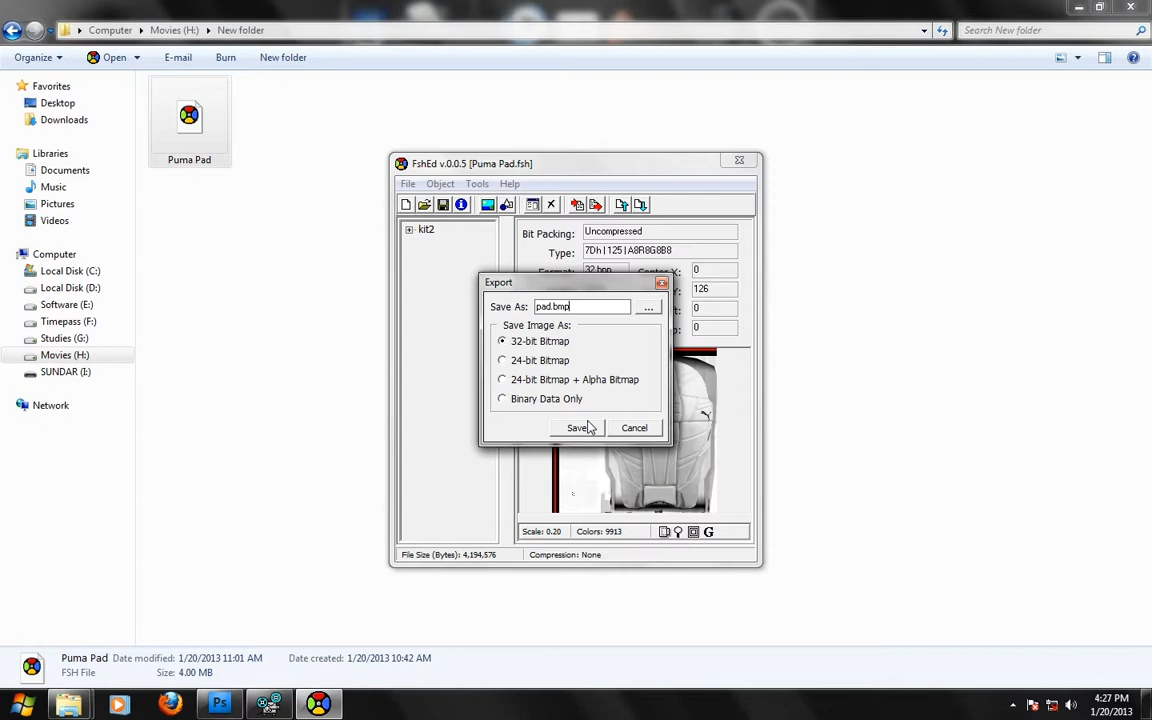 Computer Movies (H:) New folder
Search New folder
Organize Open E-mail Burn New folder
Favorites
Desktop
Downloads
Libraries
Documents
Music
Pictures
Videos
Computer
Local Disk (C:)
Local Disk (D:)
Software (E:)
Timepass (F:)
Studies (G:)
Movies (H:)
SUNDAR (I:)
Network
Puma Pad
FshEd v.0.0.5 [Puma Pad.fsh]
File Object Tools Help
kit2
Bit Packing: Uncompressed
Type: 7Dh | 125 | A8R8G8B8
Format: 32 bpp Center X: 0
126
0
0
Export
Save As: pad.bmp ...
Save Image As:
32-bit Bitmap
24-bit Bitmap
24-bit Bitmap + Alpha Bitmap
Binary Data Only
Save Cancel
Scale: 0.20 Colors: 9913 G
File Size (Bytes): 4,194,576 Compression: None
Puma Pad Date modified: 1/20/2013 11:01 AM Date created: 1/20/2013 10:42 AM
FSH File Size: 4.00 MB
Ps
4:27 PM
1/20/2013